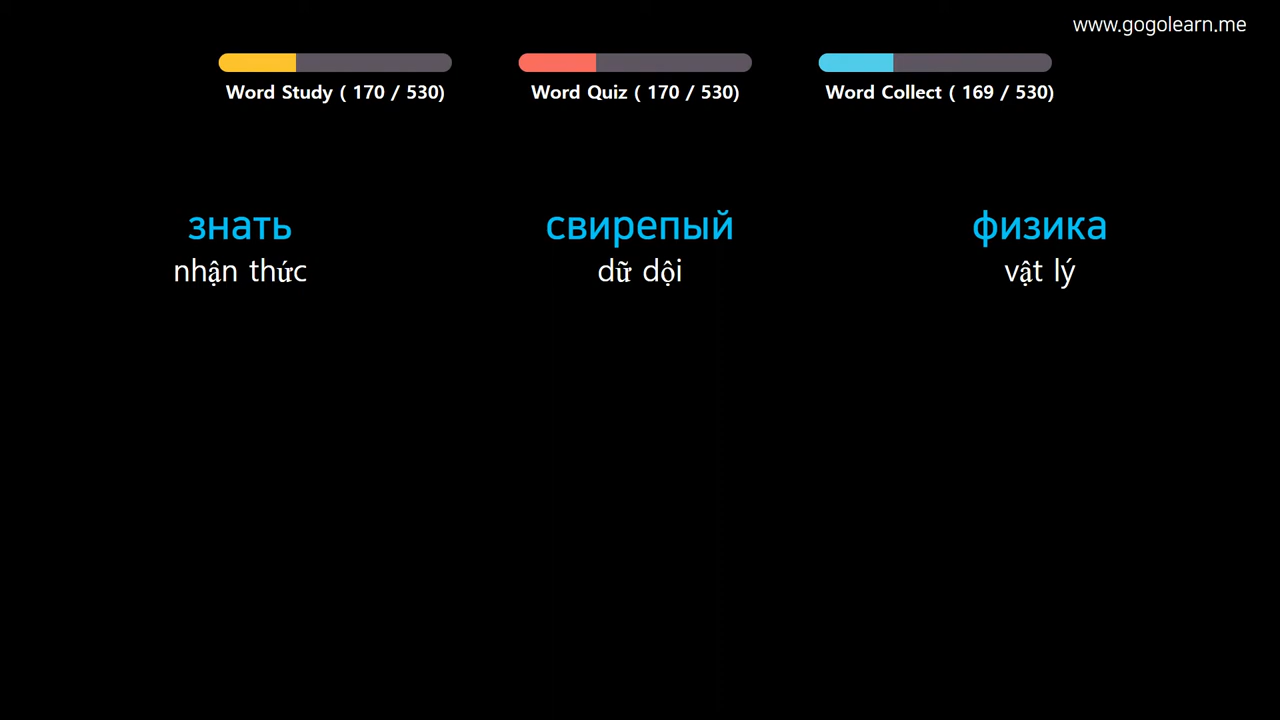 www.gogolearn.me
Word Study ( 170 / 530)
Word Quiz ( 170 / 530)
Word Collect ( 169 / 530)
знать
nhận thức
свирепый
dữ dội
физика
vật lý